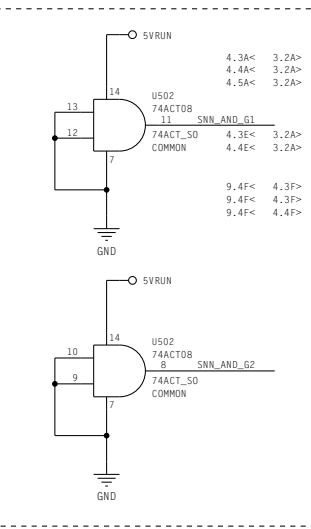 5VRUN
4.3A< 3.2A>
4.4A< 3.2A>
4.5A< 3.2A>
14
U502
13
74ACT08
11 SNN_AND_G1
12
74ACT_SO 4.3E< 3.2A>
COMMON 4.4E< 3.2A>
7
9.4F< 4.3F>
9.4F< 4.3F>
9.4F< 4.4F>
GND
5VRUN
14
U502
10
74ACT08
8 SNN_AND_G2
9
74ACT_SO
COMMON
7
GND